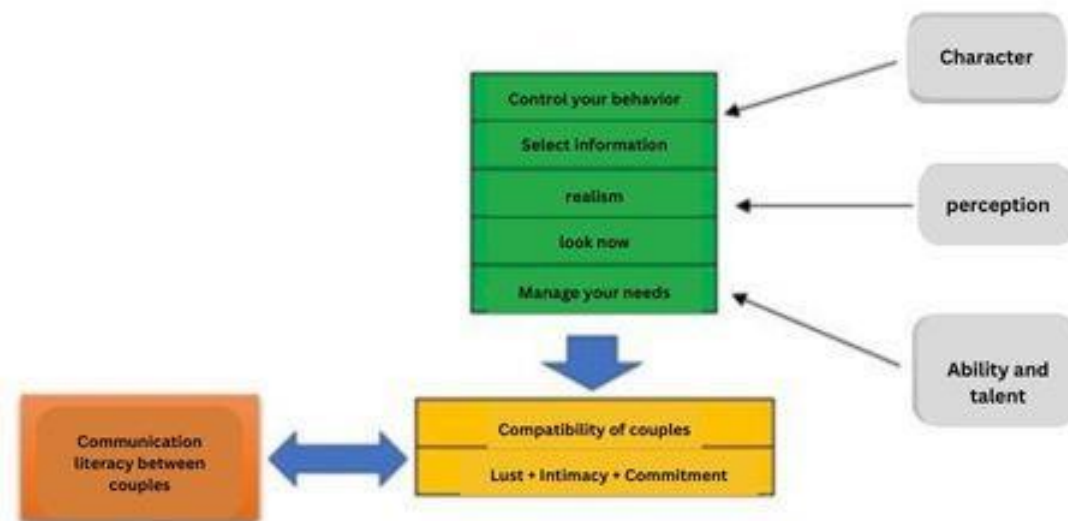 Character
Control your behavior
Select information
realism
perception
look now
Manage your needs
Ability and
talent
Compatibility of couples
Communication
literacy between
couples
Lust + Intimacy + Commitment